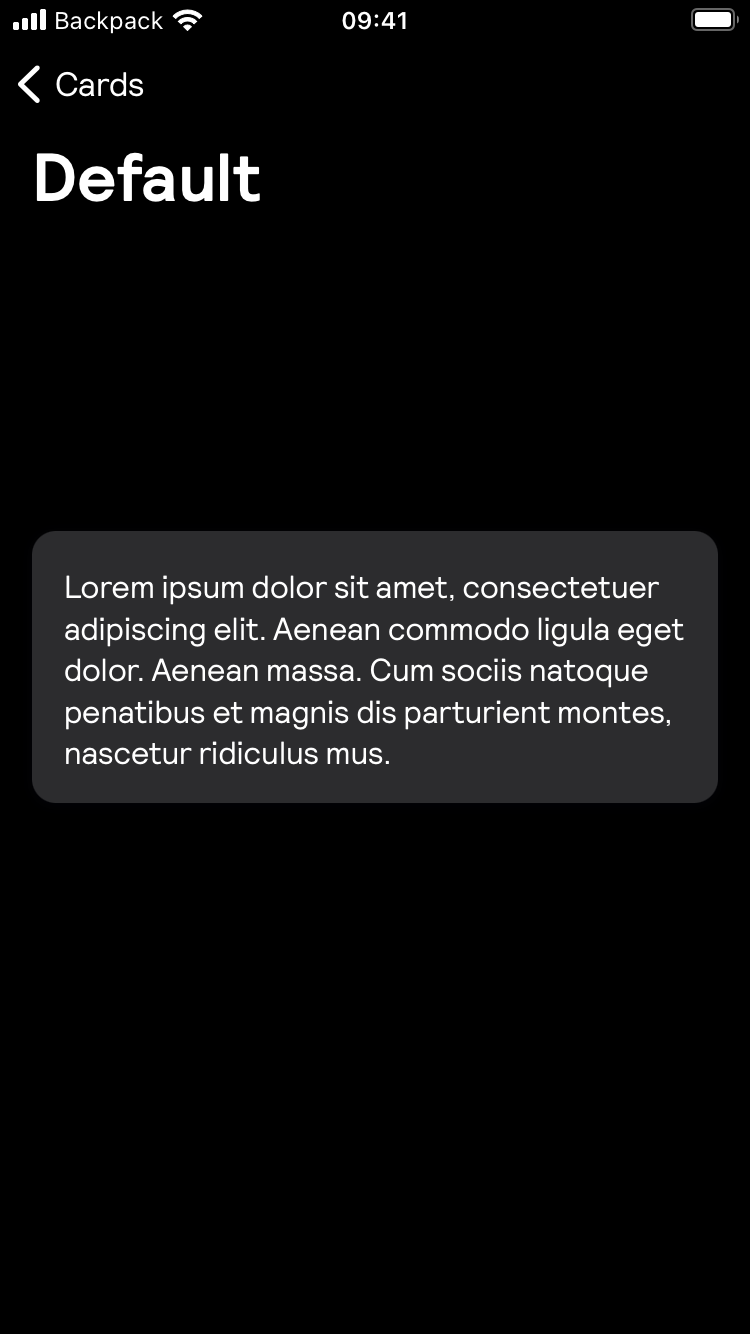 Backpack 09:41
Cards
Default
Lorem ipsum dolor sit amet, consectetuer
adipiscing elit. Aenean commodo ligula eget
dolor. Aenean massa. Cum sociis natoque
penatibus et magnis dis parturient montes,
nascetur ridiculus mus.